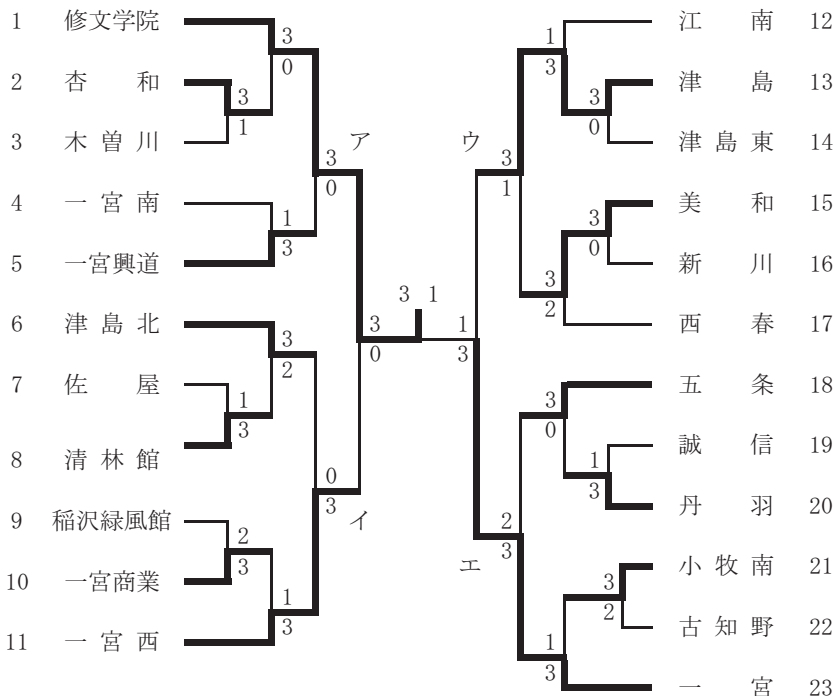 1 修文学院
2 杏和
3 木曽川
4 一宮南
5 一宮興道
6 津島北
7 佐屋
8 清林館
9 稲沢緑風館
10 一宮商業
11 一宮西
3
0
3
1
ア
3
0
1
3
3 1
3
0
3
2
1
3
0
3
イ
2
3
1
3
江南 12
津島 13
津島東 14
美和 15
新川 16
西春 17
五条 18
誠信 19
丹羽 20
小牧南 21
古知野 22
一宮 23
1
3
3
0
ウ
3
1
3
0
3
2
1
3
3
0
1
3
2
3
エ
3
2
1
3